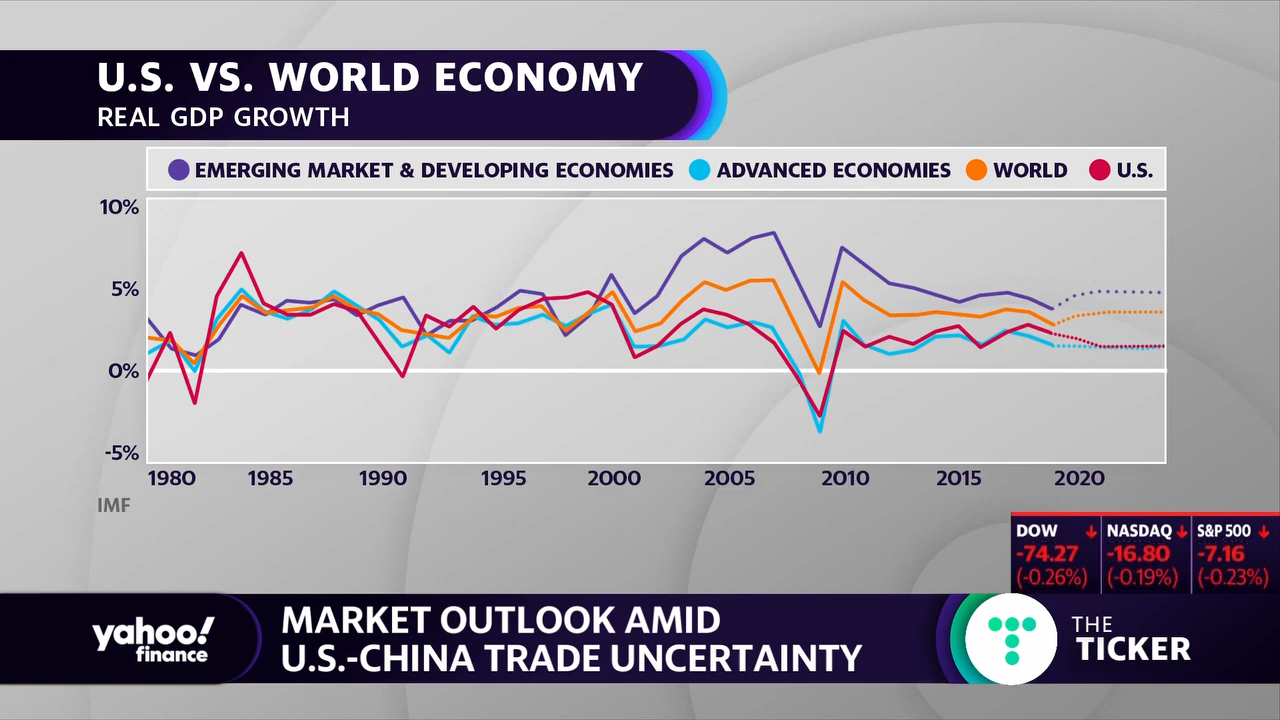 U.S. VS. WORLD ECONOMY
REAL GDP GROWTH
EMERGING MARKET & DEVELOPING ECONOMIES ADVANCED ECONOMIES WORLD U.S.
10%
5%
0%
-5%
1980 1985 1990 1995 2000 2005 2010 2015 2020
IMF
DOW NASDAQ S&P 500
-74.27 -16.80 -7.16
(-0.26%) (-0.19%) (-0.23%)
yahoo!
finance
MARKET OUTLOOK AMID
U.S.-CHINA TRADE UNCERTAINTY
THE
TICKER